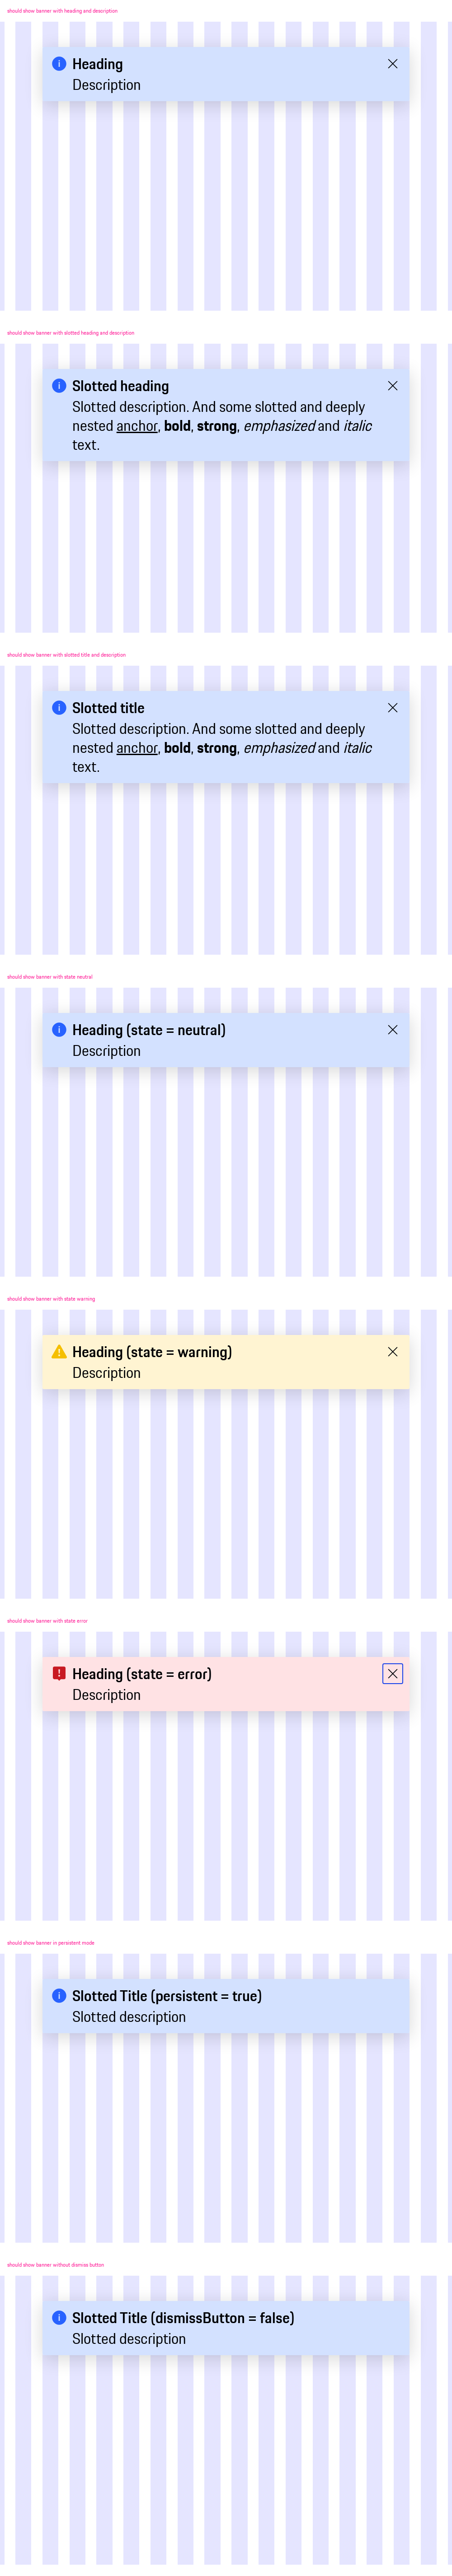 should show banner with heading and description
Heading
Description
should show banner with slotted heading and description
Slotted heading
Slotted description. And some slotted and deeply
nested anchor, bold, strong, emphasized and italic
text.
should show banner with slotted title and description
Slotted title
Slotted description. And some slotted and deeply
nested anchor, bold, strong, emphasized and italic
text.
should show banner with state neutral
Heading (state = neutral)
Description
should show banner with state warning
Heading (state = warning)
Description
should show banner with state error
Heading (state = error)
Description
should show banner in persistent mode
Slotted Title (persistent = true)
Slotted description
should show banner without dismiss button
Slotted Title (dismissButton = false)
Slotted description